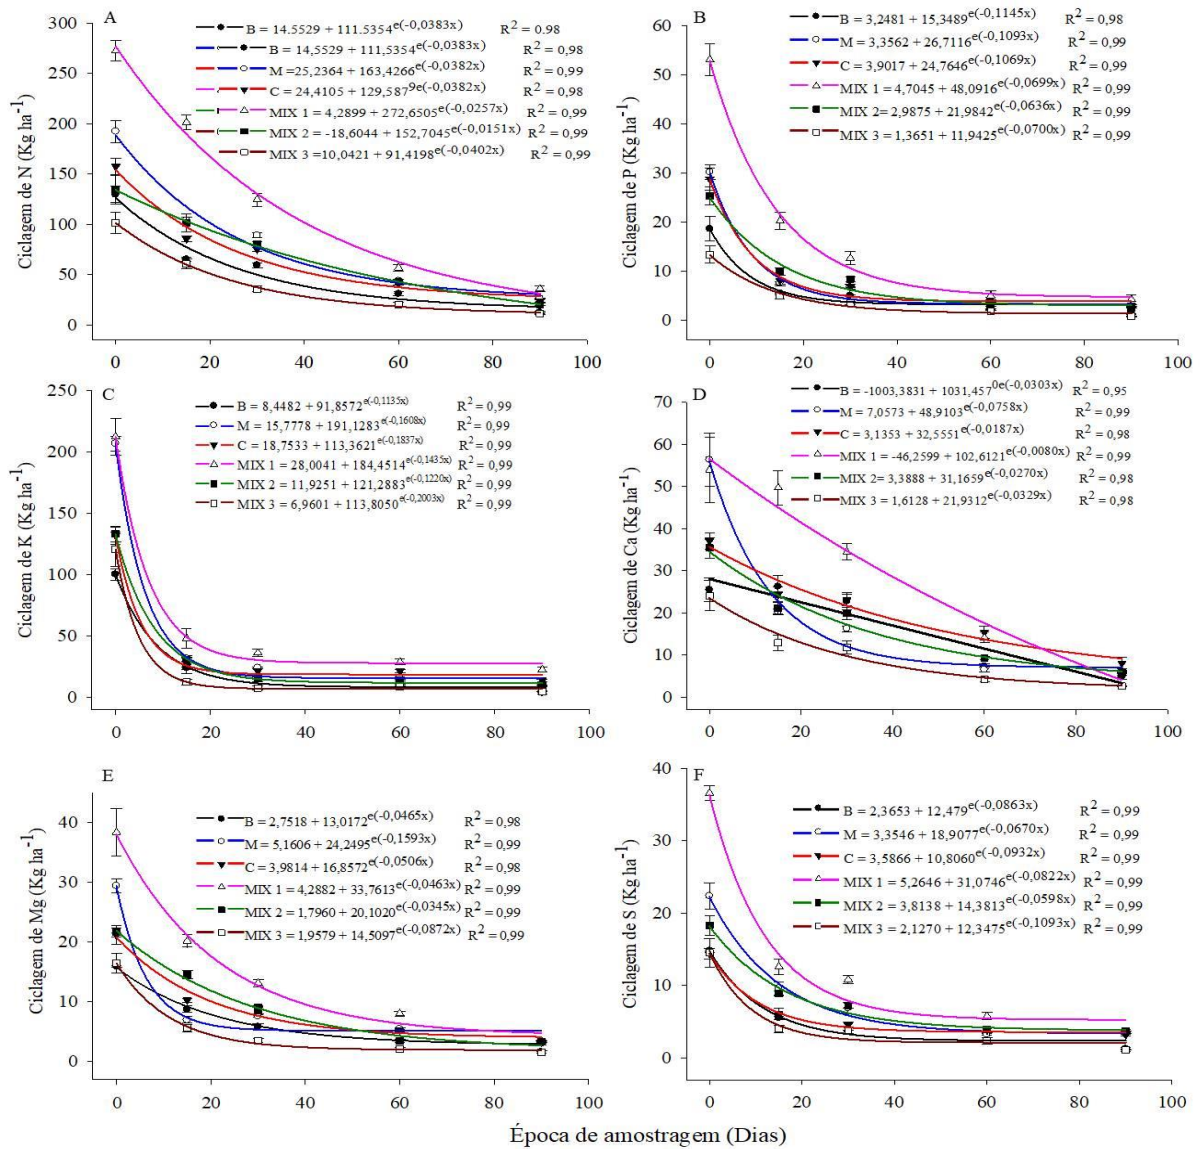 A
B = 14.5529 + 111.5354e(-0.0383x) R2 = 0.98
B = 14,5529 + 111.5354e(-0,0383x) R2 = 0,98
M =25,2364 + 163,4266e(-0,0382x) R2 = 0,99
C = 24,4105 + 129,5879e(-0,0382x) R2 = 0,98
MIX 1 = 4,2899 + 272,6505e(-0,0257x) R2 = 0,99
MIX 2 = -18,6044 + 152,7045e(-0,0151x) R2 = 0,99
MIX 3 =10,0421 + 91,4198e(-0,0402x) R2 = 0,99
Ciclagem de N (Kg ha-1)
300
250
200
150
100
50
0
0 20 40 60 80 100
B
B = 3,2481 + 15,3489e(-0,1145x) R2 = 0,98
M = 3,3562 + 26,7116e(-0,1093x) R2 = 0,99
C = 3,9017 + 24,7646e(-0,1069x) R2 = 0,99
MIX 1 = 4,7045 + 48,0916e(-0,0699x) R2 = 0,99
MIX 2= 2,9875 + 21,9842e(-0,0636x) R2 = 0,99
MIX 3 = 1,3651 + 11,9425e(-0,0700x) R2 = 0,99
Ciclagem de P (Kg ha-1)
60
50
40
30
20
10
0
0 20 40 60 80 100
C
B = 8,4482 + 91,8572e(-0,1135x) R2 = 0,99
M = 15,7778 + 191,1283e(-0,1608x) R2 = 0,99
C = 18,7533 + 113,3621e(-0,1837x) R2 = 0,99
MIX 1 = 28,0041 + 184,4514e(-0,1435x) R2 = 0,99
MIX 2 = 11,9251 + 121,2883e(-0,1220x) R2 = 0,99
MIX 3 = 6,9601 + 113,8050e(-0,2003x) R2 = 0,99
Ciclagem de K (Kg ha-1)
250
200
150
100
50
0
0 20 40 60 80 100
D
B = -1003,3831 + 1031,4570e(-0,0303x) R2 = 0,95
M = 7,0573 + 48,9103e(-0,0758x) R2 = 0,99
C = 3,1353 + 32,5551e(-0,0187x) R2 = 0,98
MIX 1 = -46,2599 + 102,6121e(-0,0080x) R2 = 0,99
MIX 2= 3,3888 + 31,1659e(-0,0270x) R2 = 0,98
MIX 3 = 1,6128 + 21,9312e(-0,0329x) R2 = 0,98
Ciclagem de Ca (Kg ha-1)
70
60
50
40
30
20
10
0
0 20 40 60 80 100
E
B = 2,7518 + 13,0172e(-0,0465x) R2 = 0,98
M = 5,1606 + 24,2495e(-0,1593x) R2 = 0,99
C = 3,9814 + 16,8572e(-0,0506x) R2 = 0,98
MIX 1 = 4,2882 + 33,7613e(-0,0463x) R2 = 0,99
MIX 2 = 1,7960 + 20,1020e(-0,0345x) R2 = 0,99
MIX 3 = 1,9579 + 14,5097e(-0,0872x) R2 = 0,99
Ciclagem de Mg (Kg ha-1)
40
30
20
10
0
0 20 40 60 80 100
F
B = 2,3653 + 12,479e(-0,0863x) R2 = 0,99
M = 3,3546 + 18,9077e(-0,0670x) R2 = 0,99
C = 3,5866 + 10,8060e(-0,0932x) R2 = 0,99
MIX 1 = 5,2646 + 31,0746e(-0,0822x) R2 = 0,99
MIX 2 = 3,8138 + 14,3813e(-0,0598x) R2 = 0,99
MIX 3 = 2,1270 + 12,3475e(-0,1093x) R2 = 0,99
Ciclagem de S (Kg ha-1)
40
30
20
10
0
0 20 40 60 80 100
Época de amostragem (Dias)